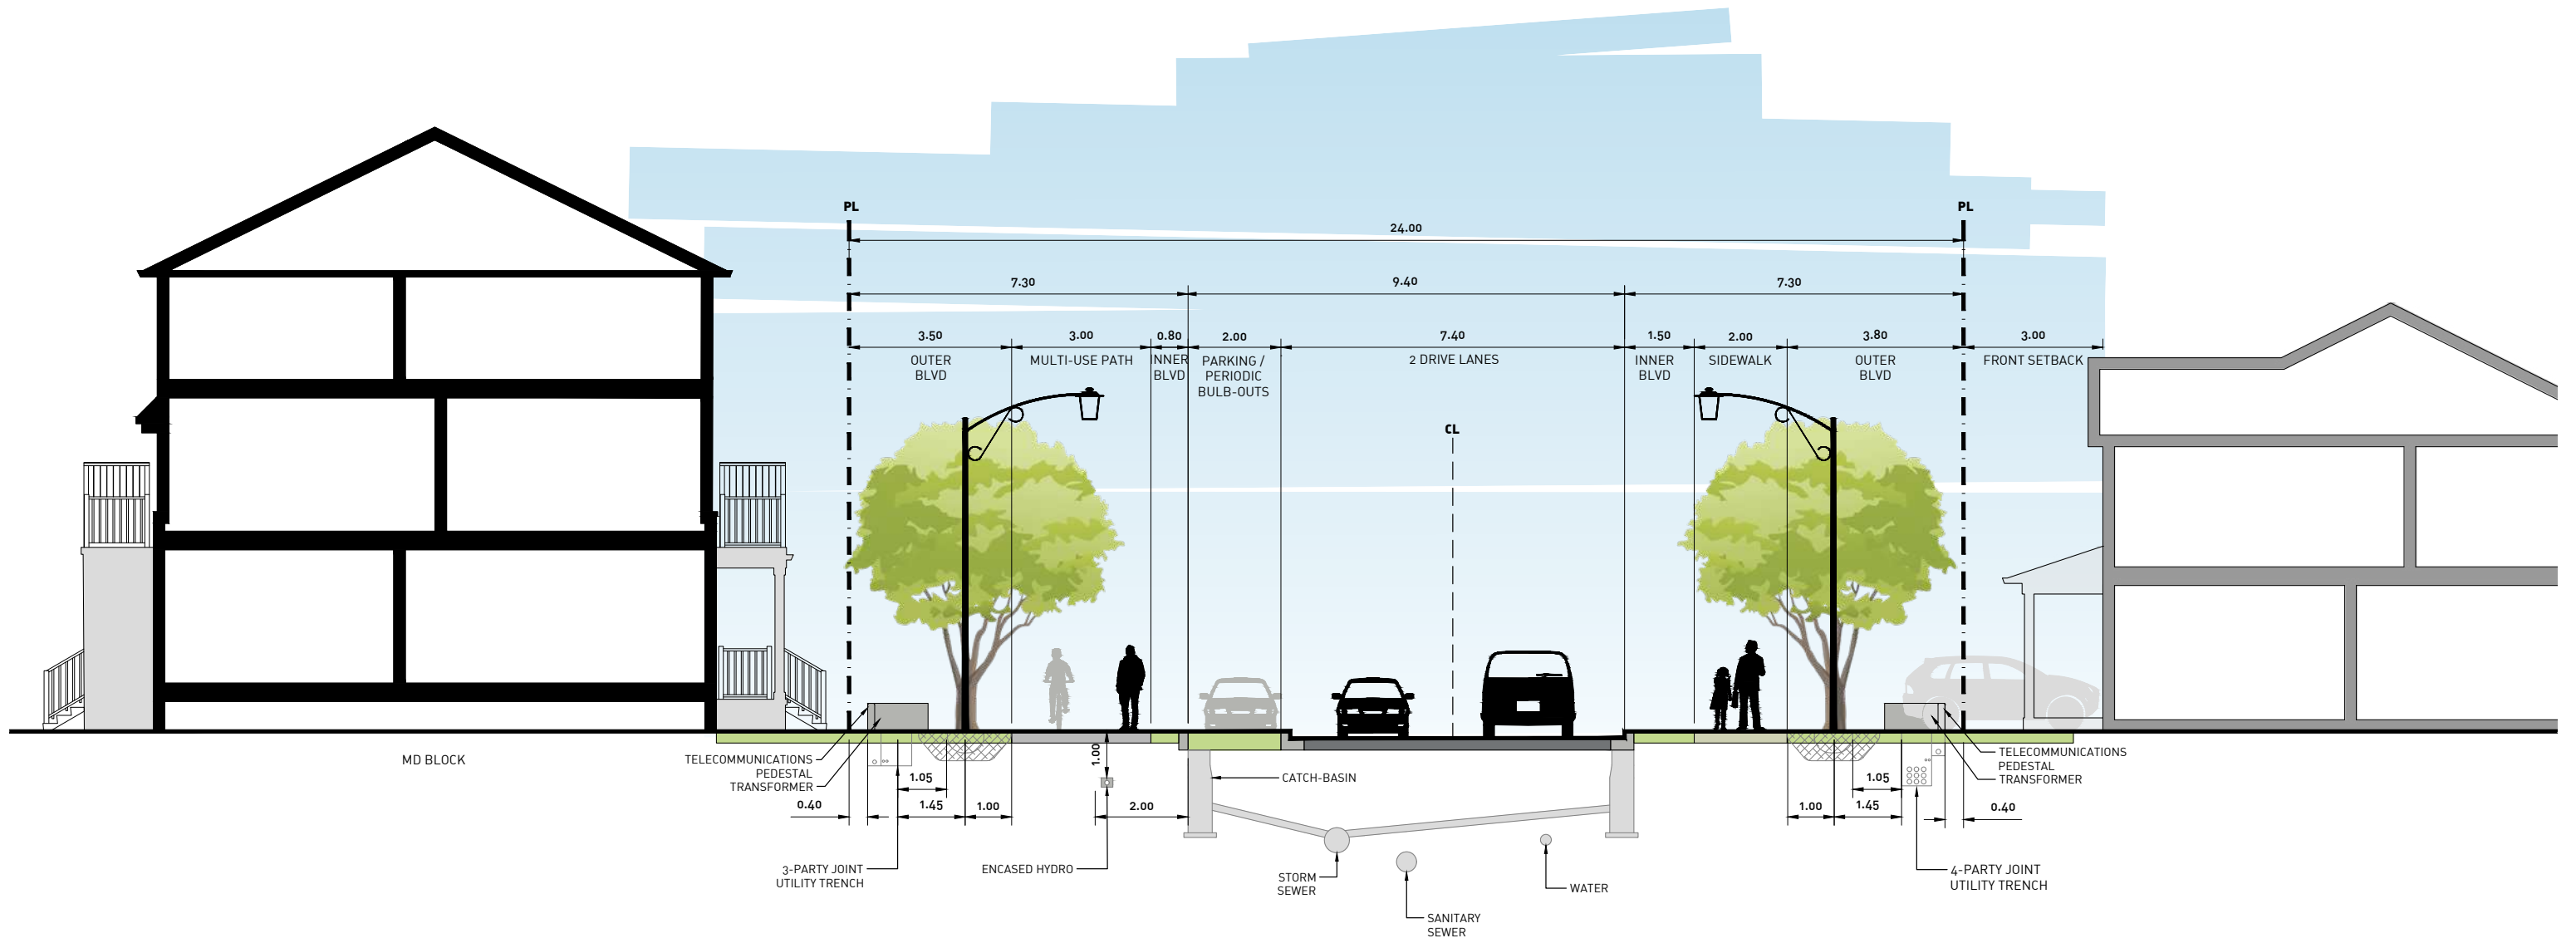 PL
PL
24.00
7.30
9.40
7.30
3.50
3.00
0.80
2.00
7.40
1.50
2.00
3.80
3.00
OUTER
BLVD
MULTI-USE PATH
INNER
BLVD
PARKING /
PERIODIC
BULB-OUTS
2 DRIVE LANES
INNER
BLVD
SIDEWALK
OUTER
BLVD
FRONT SETBACK
CL
MD BLOCK
TELECOMMUNICATIONS
PEDESTAL
TRANSFORMER
0.40
1.05
1.45
1.00
1.00
2.00
CATCH-BASIN
3-PARTY JOINT
UTILITY TRENCH
ENCASED HYDRO
STORM
SEWER
SANITARY
SEWER
WATER
1.05
1.00
1.45
0.40
TELECOMMUNICATIONS
PEDESTAL
TRANSFORMER
4-PARTY JOINT
UTILITY TRENCH